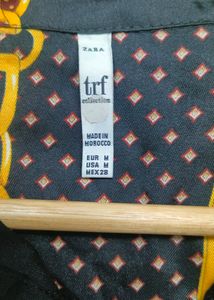 ZARA
trf
collection
MADE IN
MOROCCO
EUR M
USA M
MEX 28